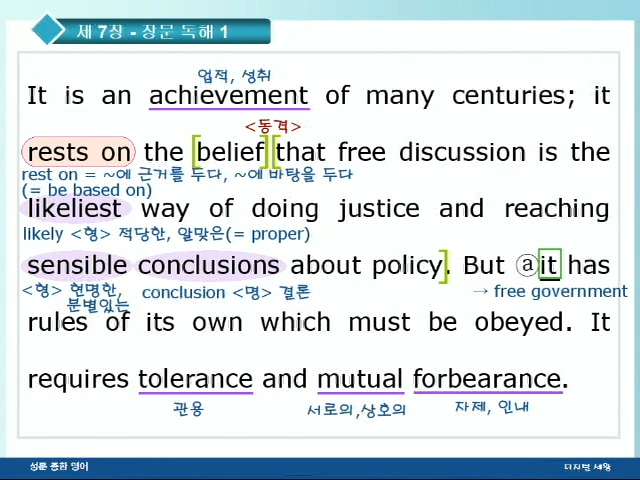 제 7장 - 장문 독해 1
업적, 성취
It is an achievement of many centuries; it
<동격>
rests on the [belief][that free discussion is the
rest on = ~에 근거를 두다, ~에 바탕을 두다
(= be based on)
likeliest way of doing justice and reaching
likely <형> 적당한, 알맞은(= proper)
sensible conclusions about policy]. But ⓐit has
<형> 현명한, 분별있는
conclusion <명> 결론
→ free government
rules of its own which must be obeyed. It
requires tolerance and mutual forbearance.
관용
서로의,상호의
자제, 인내
성문 종합 영어
디지털 세왕